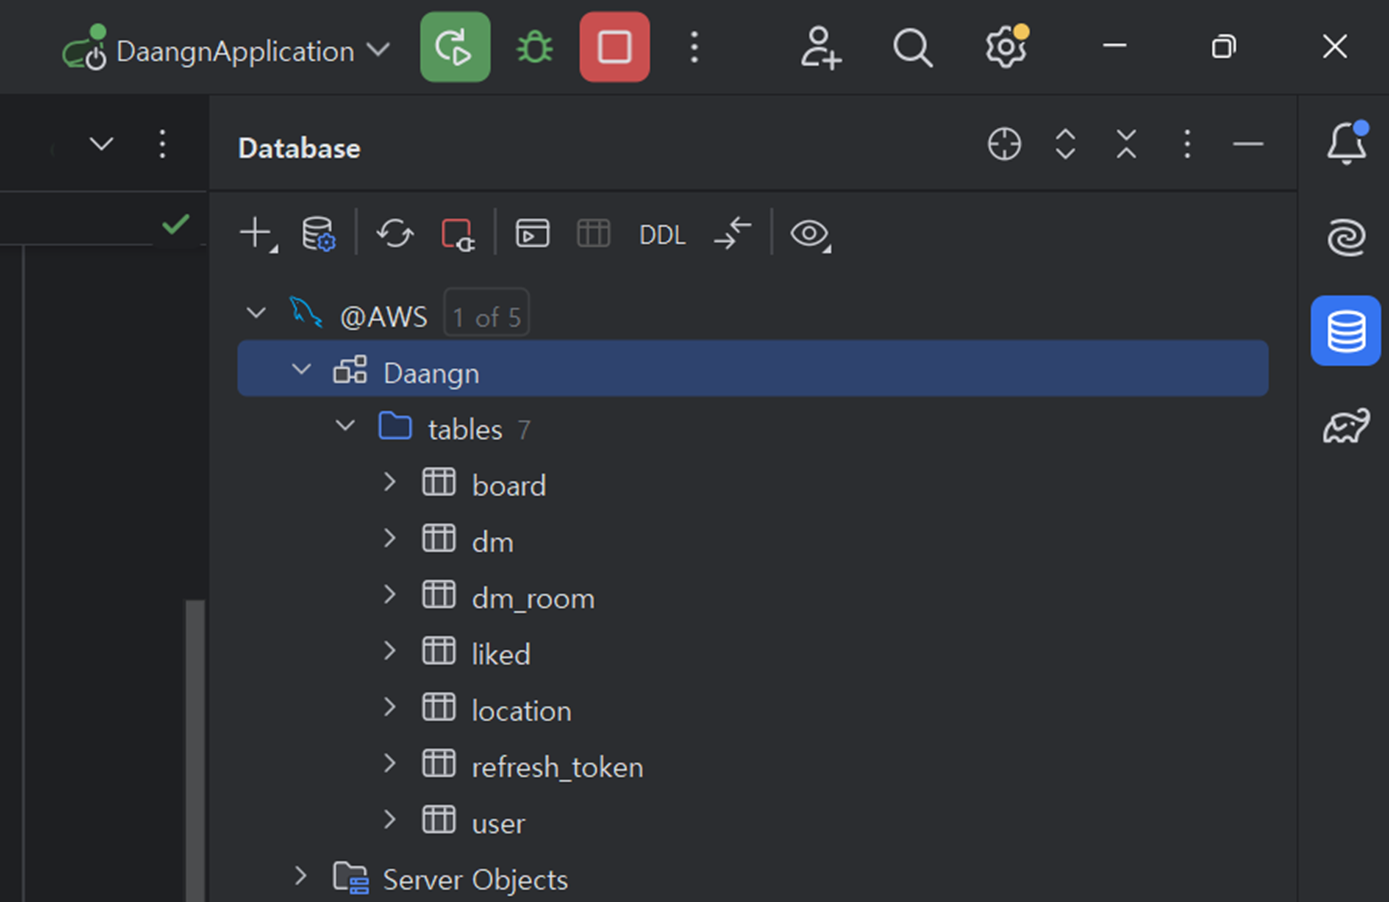 DaangnApplication
Database
DDL
@AWS 1 of 5
Daangn
tables 7
board
dm
dm_room
liked
location
refresh_token
user
Server Objects